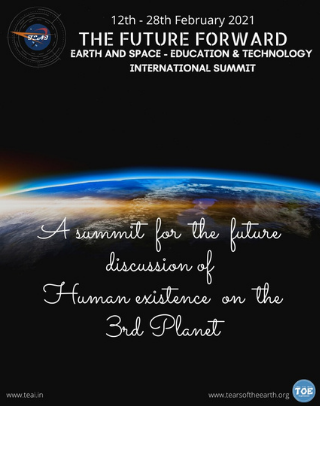 12th - 28th February 2021
THE FUTURE FORWARD
EARTH AND SPACE - EDUCATION & TECHNOLOGY
INTERNATIONAL SUMMIT
A summit for the future
discussion of
Human existence on the
3rd Planet
www.teai.in
www.tearsoftheearth.org
TOE